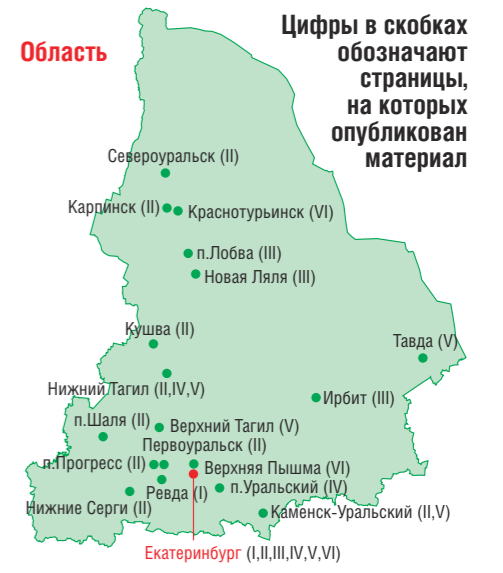 Область
Цифры в скобках
обозначают
страницы,
на которых
опубликован
материал
Североуральск (II)
Карпинск (II)
Краснотурьинск (VI)
п.Лобва (III)
Новая Ляля (III)
Кушва (II)
Тавда (V)
Нижний Тагил (II,IV,V)
Ирбит (III)
п.Шаля (II)
Верхний Тагил (V)
Первоуральск (II)
п.Прогресс (II)
Верхняя Пышма (VI)
Ревда (I)
п.Уральский (IV)
Нижние Серги (II)
Каменск-Уральский (II,V)
Екатеринбург (I,II,III,IV,V,VI)